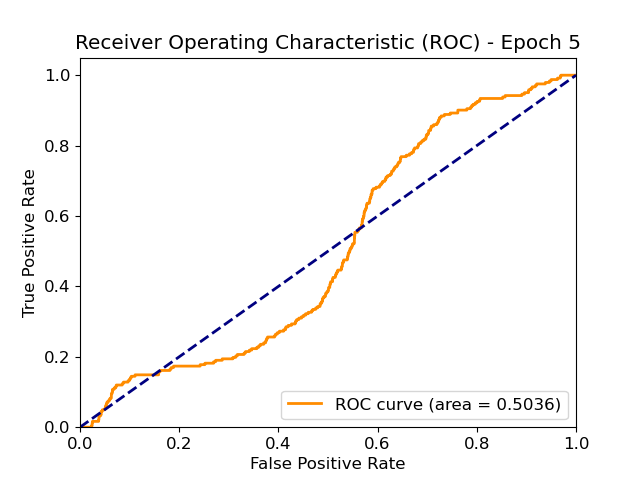 Receiver Operating Characteristic (ROC) - Epoch 5
True Positive Rate
1.0
0.8
0.6
0.4
0.2
0.0
ROC curve (area = 0.5036)
0.0 0.2 0.4 0.6 0.8 1.0
False Positive Rate